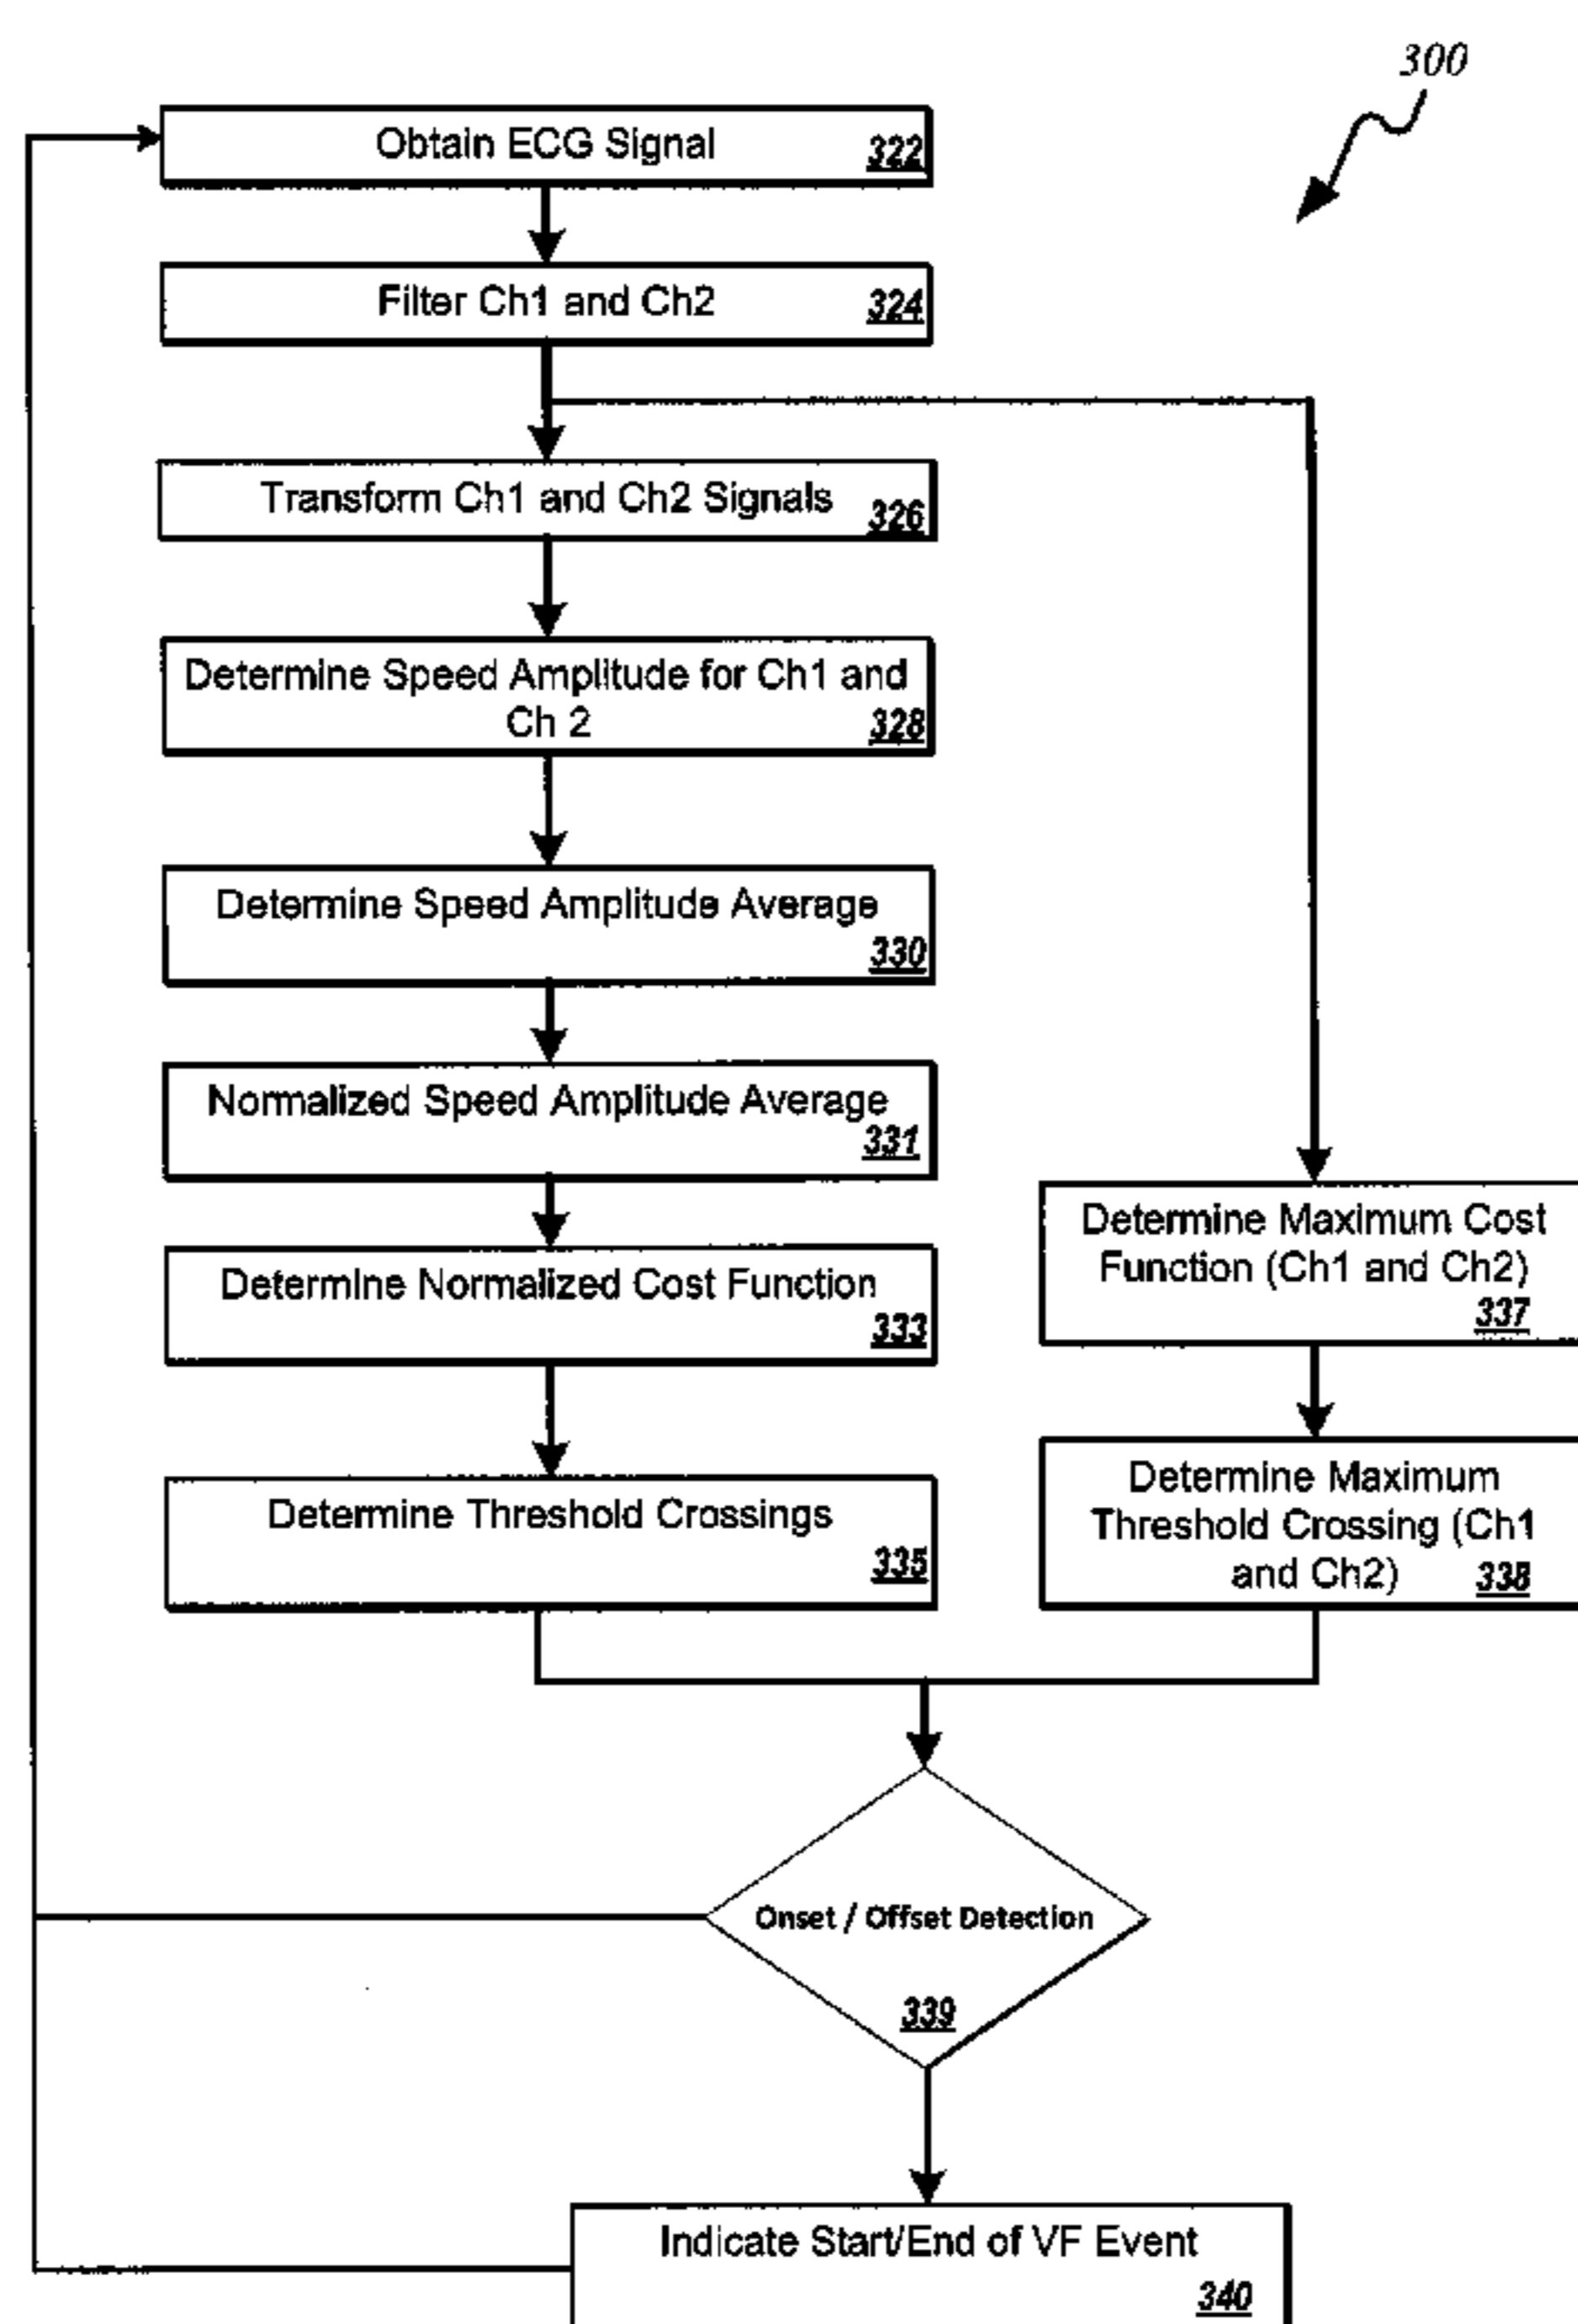 300
Obtain ECG Signal
322
Filter Ch1 and Ch2
324
Transform Ch1 and Ch2 Signals
326
Determine Speed Amplitude for Ch1 and
Ch 2
328
Determine Speed Amplitude Average
330
Normalized Speed Amplitude Average
331
Determine Normalized Cost Function
333
Determine Threshold Crossings
335
Determine Maximum Cost
Function (Ch1 and Ch2)
337
Determine Maximum
Threshold Crossing (Ch1
and Ch2)
338
Onset / Offset Detection
339
Indicate Start/End of VF Event
340